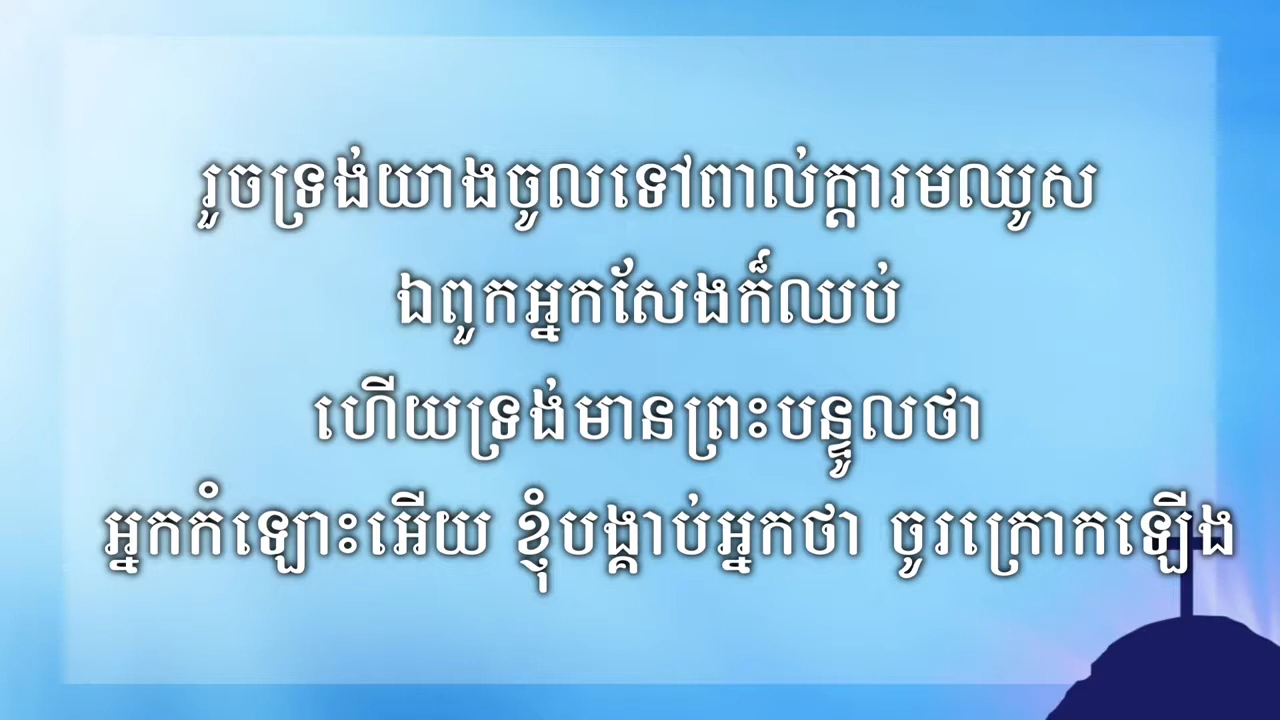 រួចទ្រង់យាងចូលទៅពាល់ក្តារមឈូស
ឯពួកអ្នកសែងក៏ឈប់
ហើយទ្រង់មានព្រះបន្ទូលថា
អ្នកកំឡោះអើយ ខ្ញុំបង្គាប់អ្នកថា ចូរក្រោកឡើង